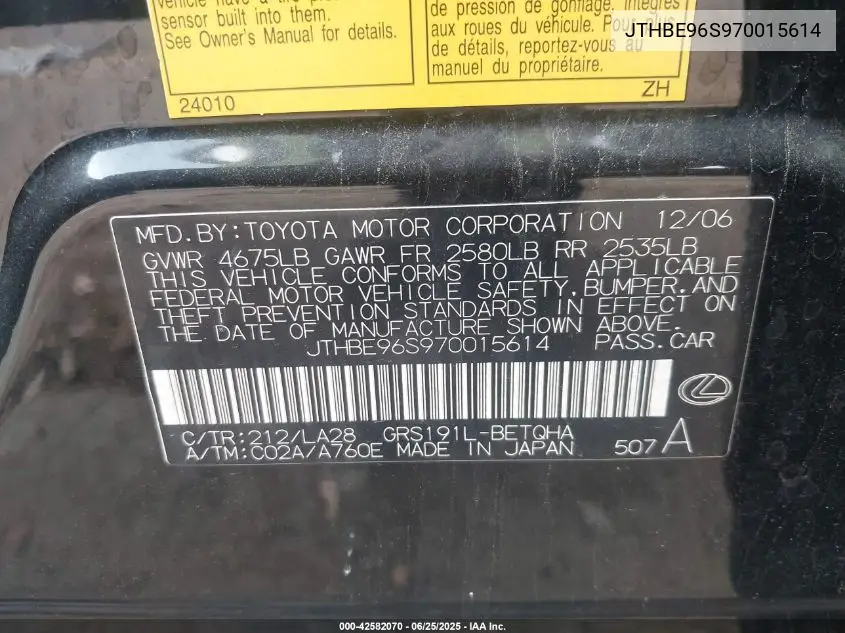 vehicle have a tire
sensor built into them.
See Owner's Manual for details.
24010
de pression de gonflage. Intégrés
aux roues du véhicule. Pour plus
de détails, reportez-vous au
manuel du propriétaire.
ZH
JTHBE96S970015614
MFD.BY:TOYOTA MOTOR CORPORATION 12/06
GVWR 4675LB GAWR FR 2580LB RR 2535LB
THIS VEHICLE CONFORMS TO ALL APPLICABLE
FEDERAL MOTOR VEHICLE SAFETY,BUMPER,AND
THEFT PREVENTION STANDARDS IN EFFECT ON
THE DATE OF MANUFACTURE SHOWN ABOVE.
JTHBE96S970015614 PASS.CAR
C/TR:212/LA28 GRS191L-BETQHA
A/TM:C02A/A760E MADE IN JAPAN 507A
000-42582070 - 06/25/2025 - IAA Inc.